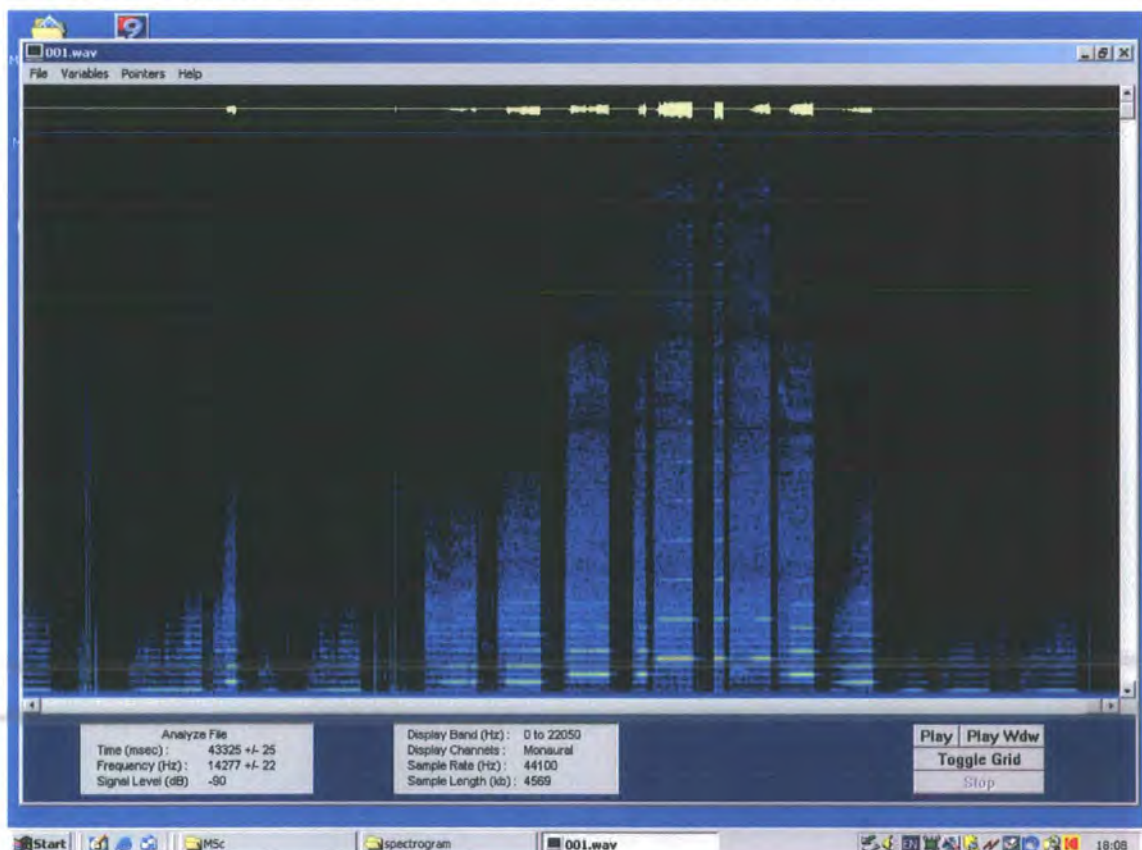 001.wav
File Variables Pointers Help
Analyze File
Time (msec) : 43325 +/- 25
Frequency (Hz) : 14277 +/- 22
Signal Level (dB) -90
Display Band (Hz) : 0 to 22050
Display Channels : Monaural
Sample Rate (Hz) : 44100
Sample Length (kb) : 4569
Play Play Wdw
Toggle Grid
Stop
Start MSc spectrogram 001.wav EN 18:08